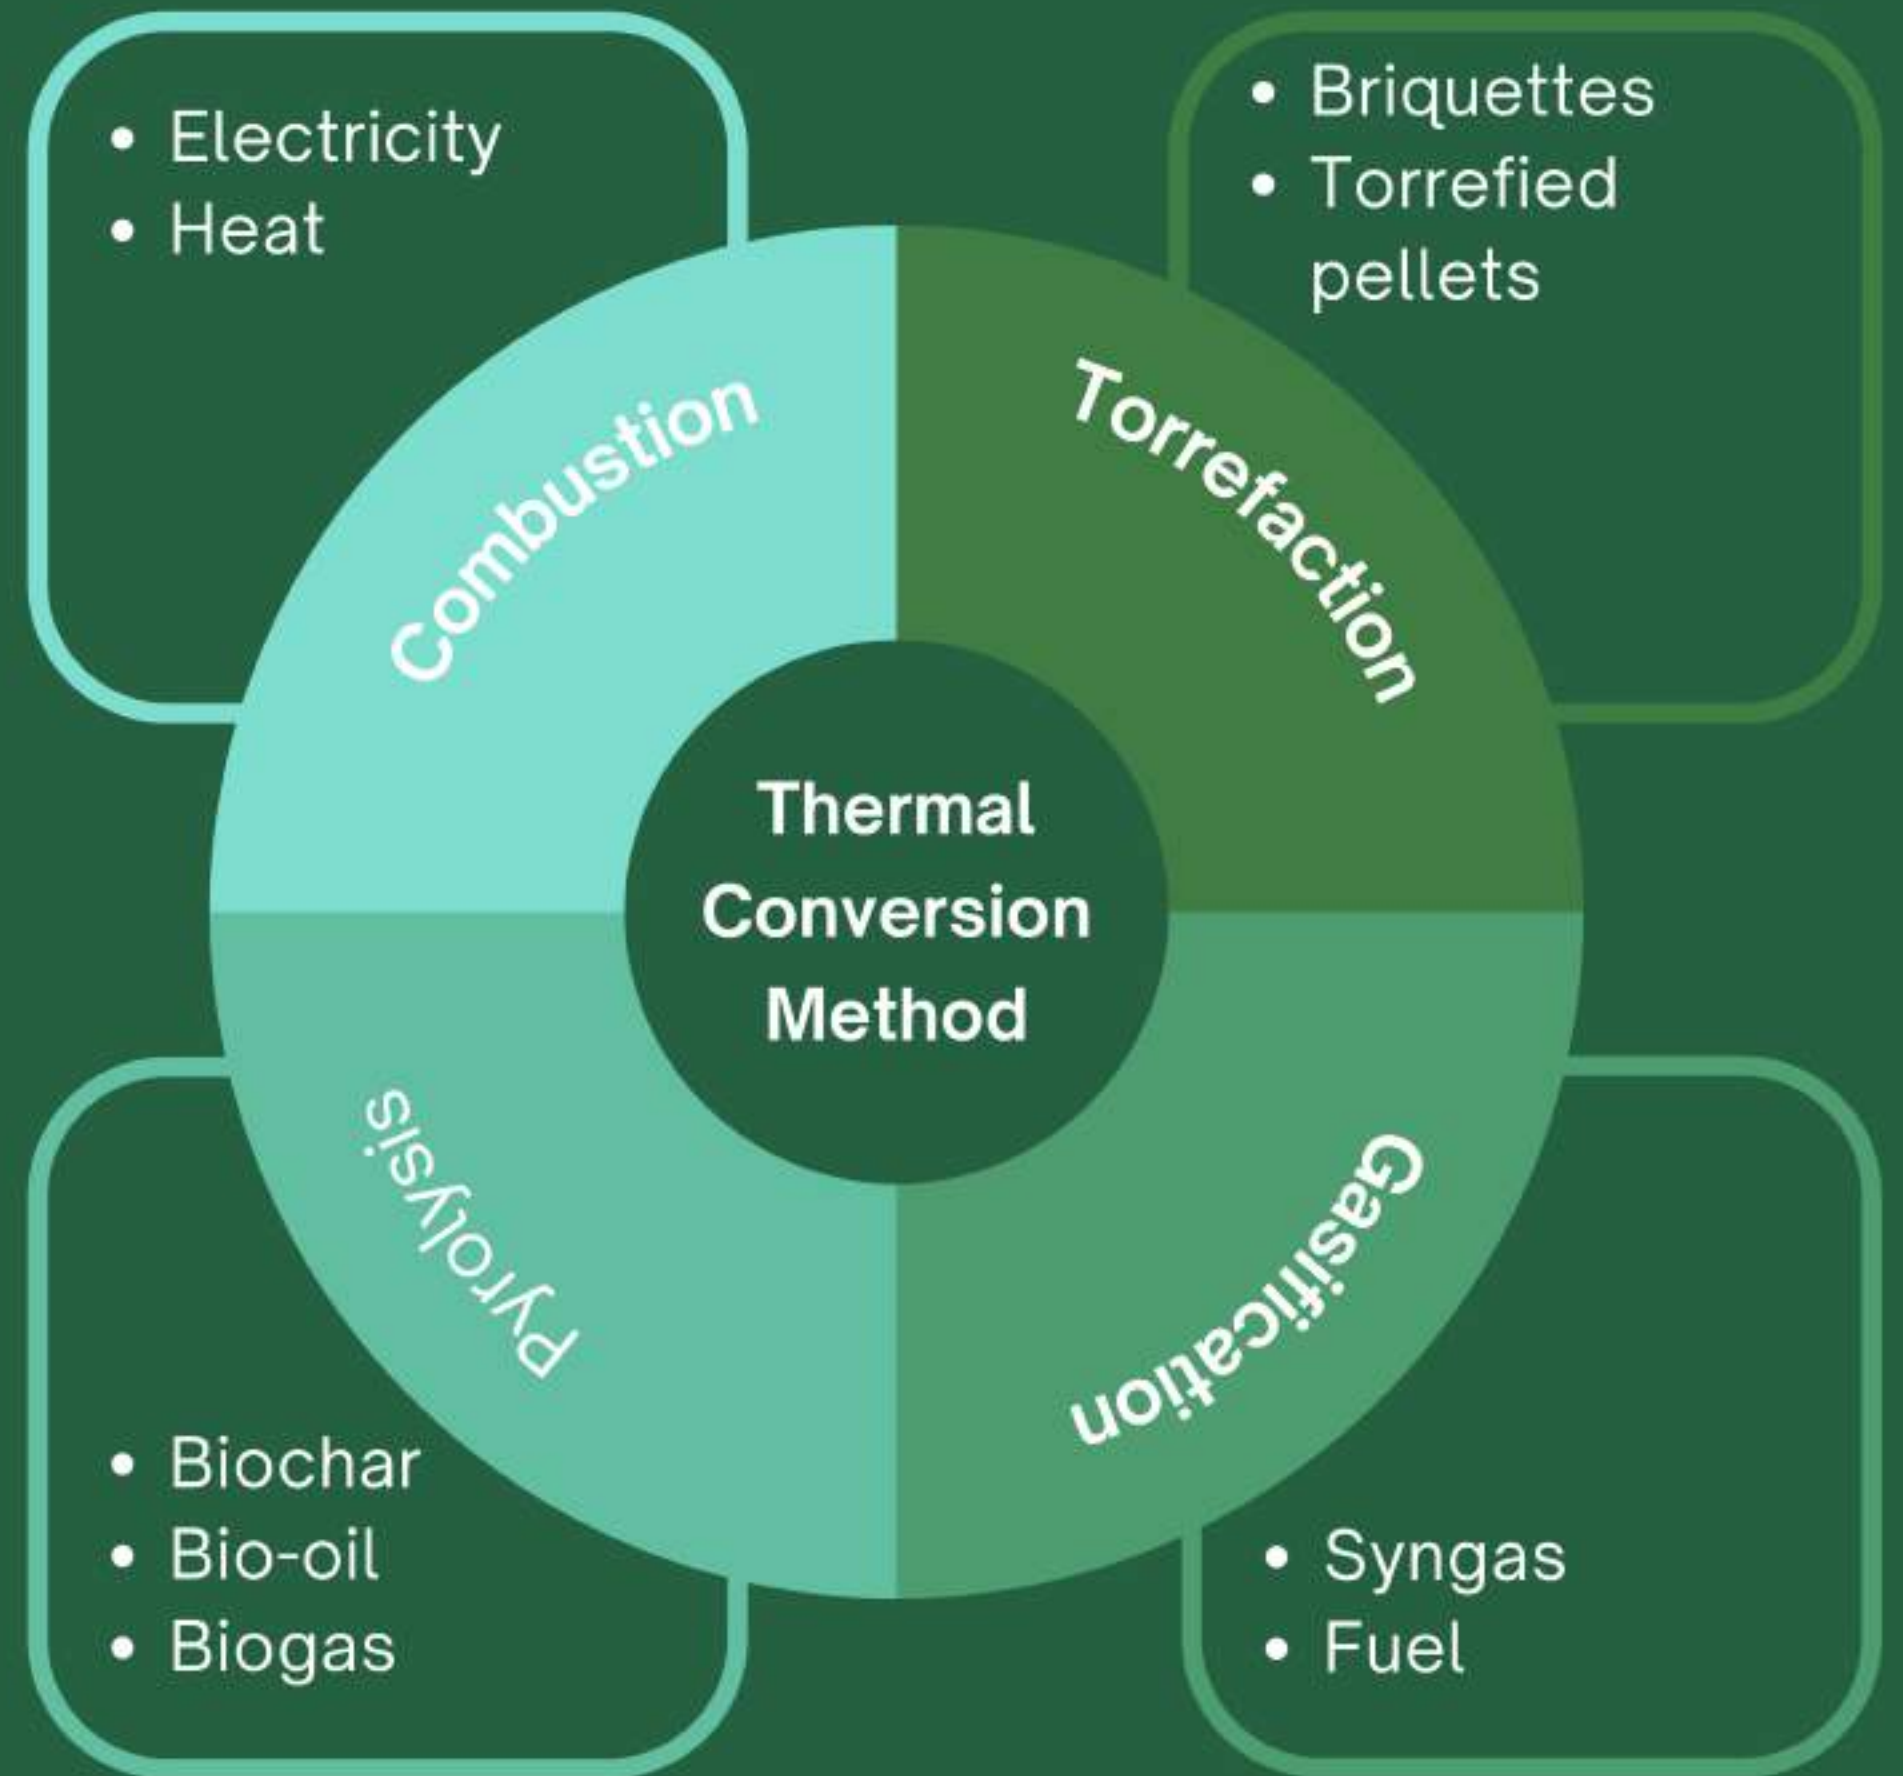 • Electricity
• Heat
• Briquettes
• Torrefied
pellets
Combustion
Torrefaction
Thermal
Conversion
Method
Pyrolysis
Gasification
• Biochar
• Bio-oil
• Biogas
• Syngas
• Fuel